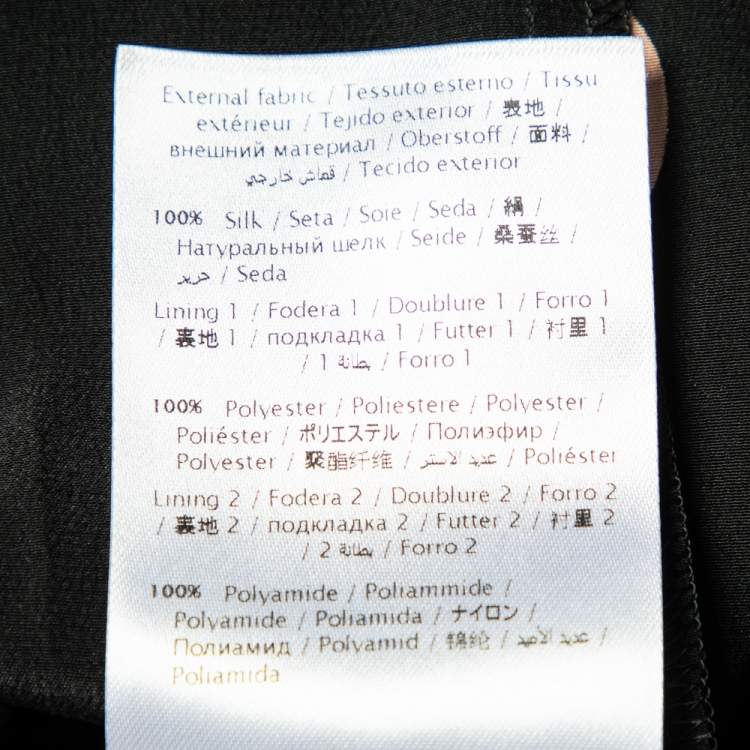 External fabric / Tessuto esterno / Tissu
extérieur / Tejido exterior / 表地 /
внешний материал / Oberstoff / 面料 /
قماش خارجي / Tecido exterior
100% Silk / Seta / Soie / Seda / 絹 /
Натуральный шелк / Seide / 桑蚕丝 /
حرير / Seda
Lining 1 / Fodera 1 / Doublure 1 / Forro 1
/ 裏地 1 / подкладка 1 / Futter 1 / 衬里 1
/ 1 بطانة / Forro 1
100% Polyester / Poliestere / Polyester /
Poliéster / ポリエステル / Полиэфир /
Polyester / 聚酯纤维 / عديد الاستر / Poliéster
Lining 2 / Fodera 2 / Doublure 2 / Forro 2
/ 裏地 2 / подкладка 2 / Futter 2 / 衬里 2
/ 2 بطانة / Forro 2
100% Polyamide / Poliammide /
Polyamide / Poliamida / ナイロン /
Полиамид / Polyamid / 锦纶 / عديد الأميد /
Poliamida